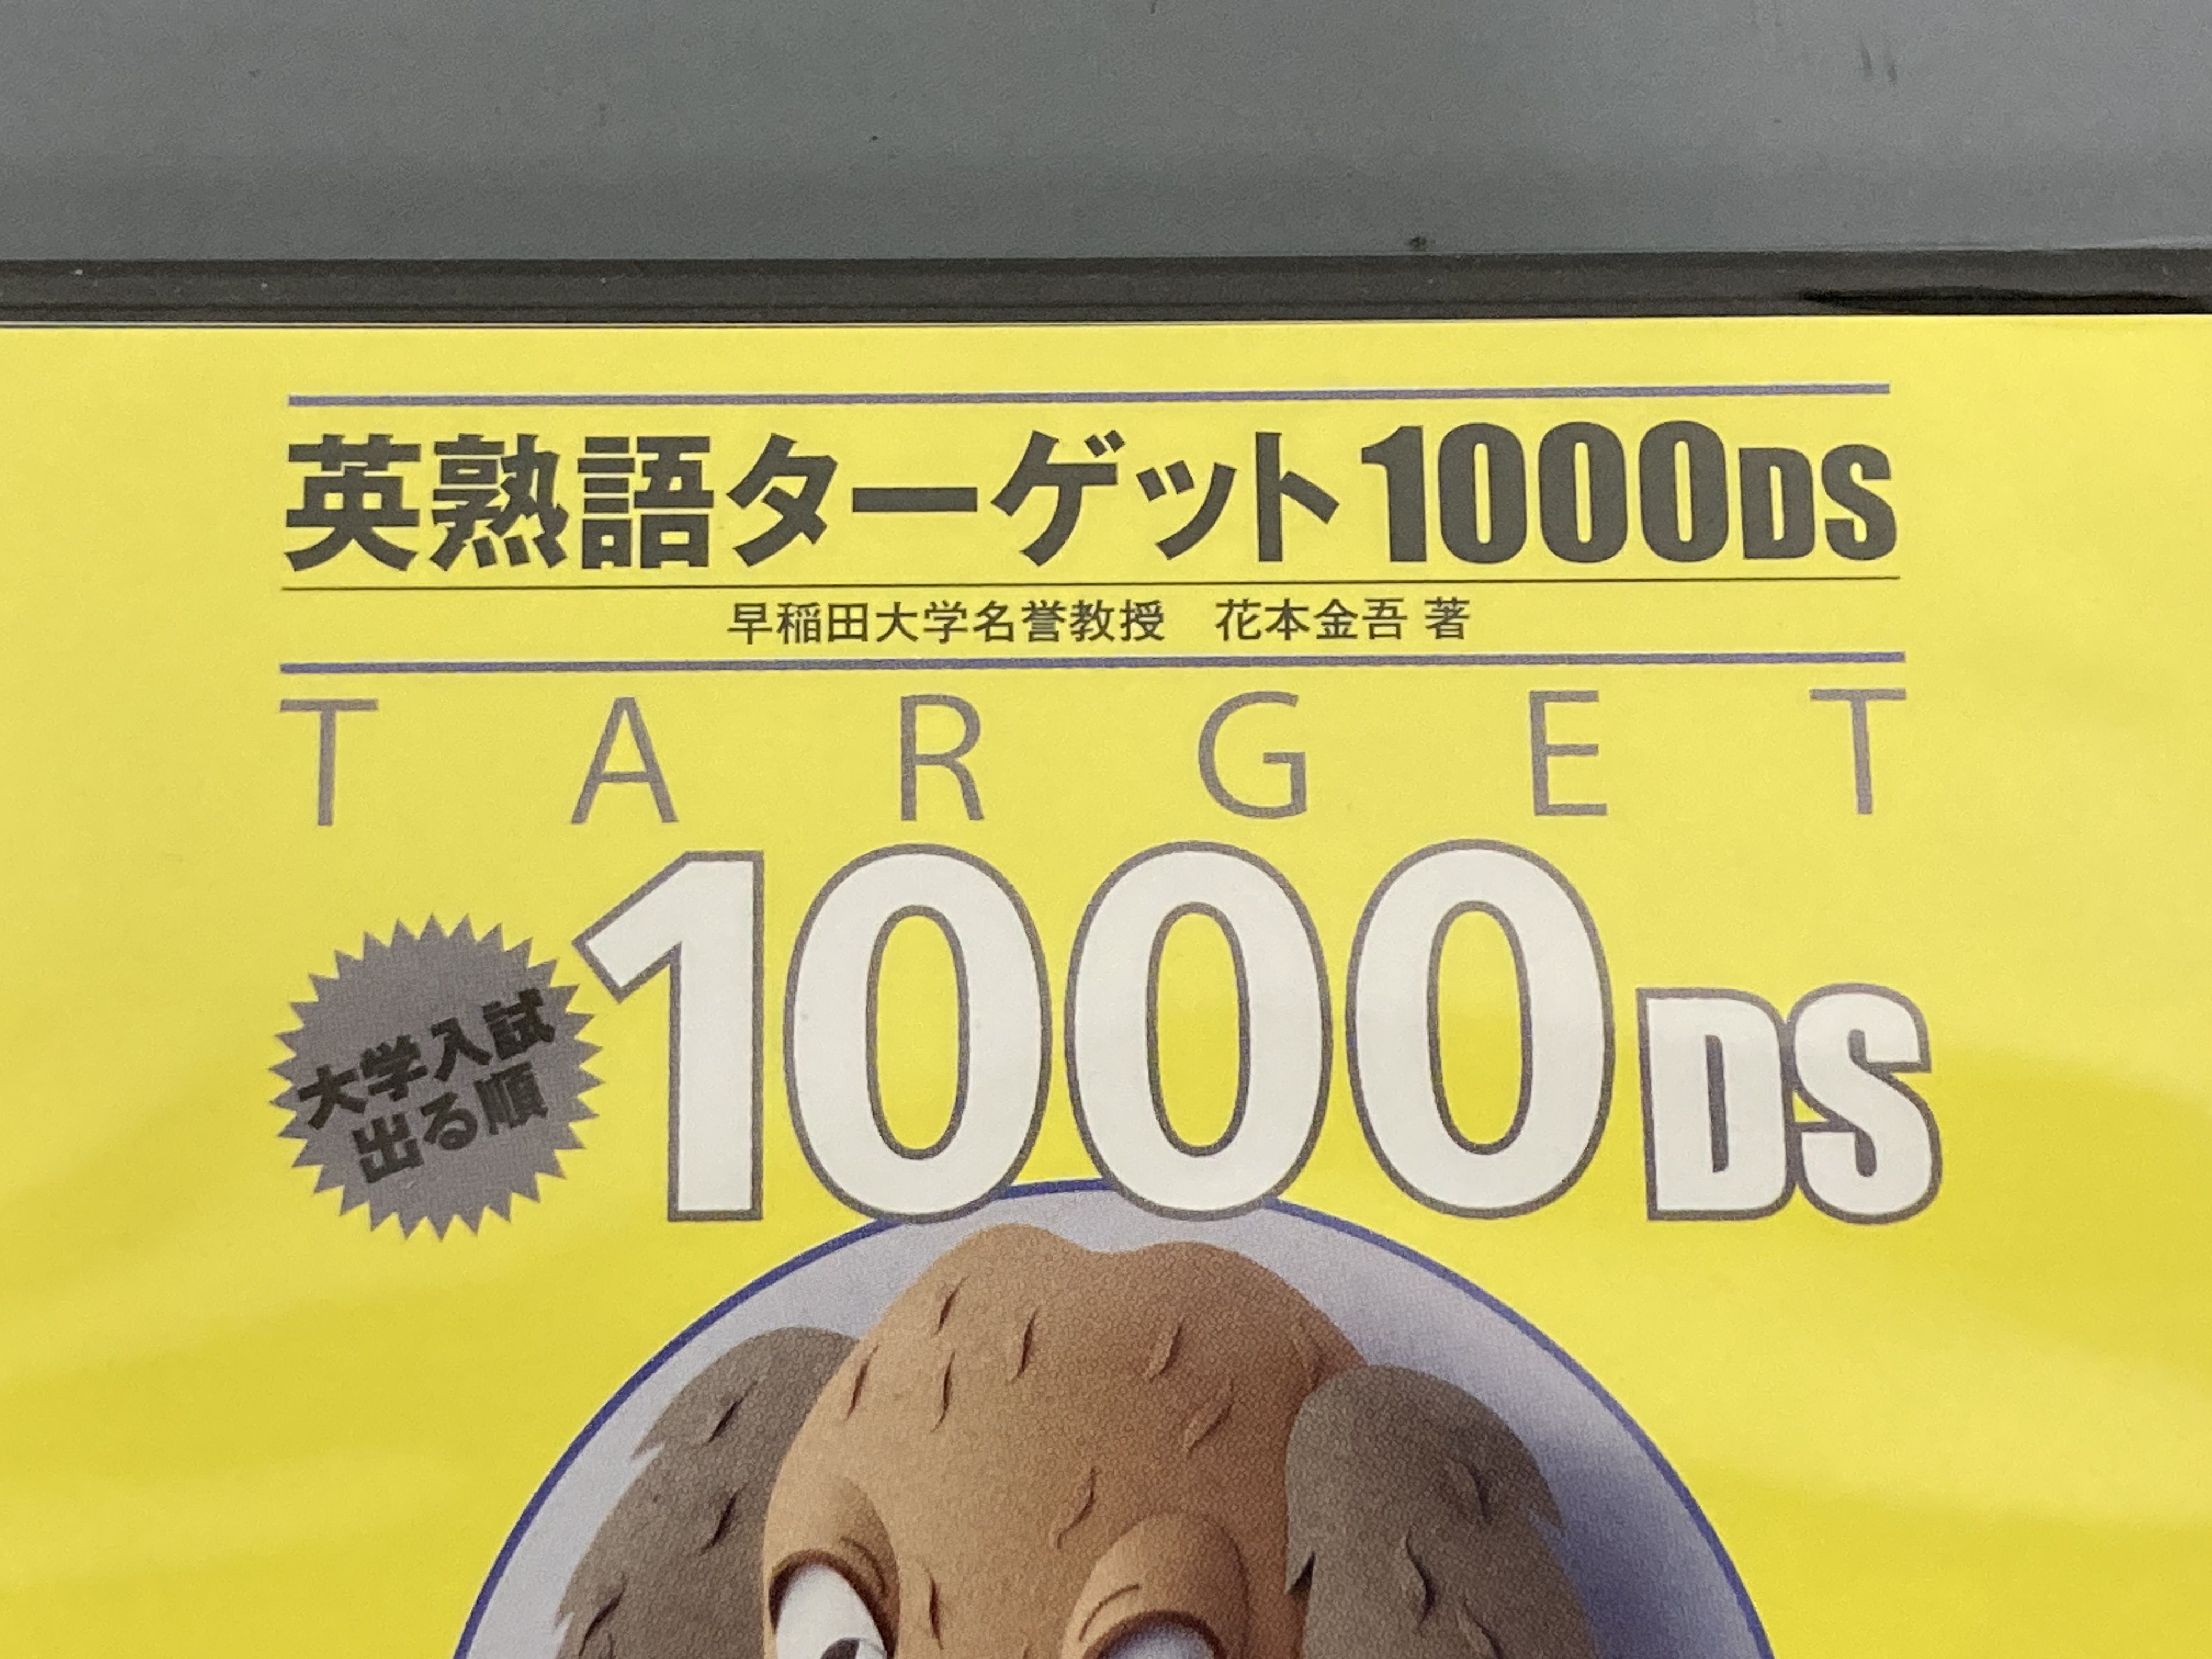 英熟語ターゲット1000DS
早稲田大学名誉教授 花本金吾 著
TARGET
1000DS
大学入試
出る順